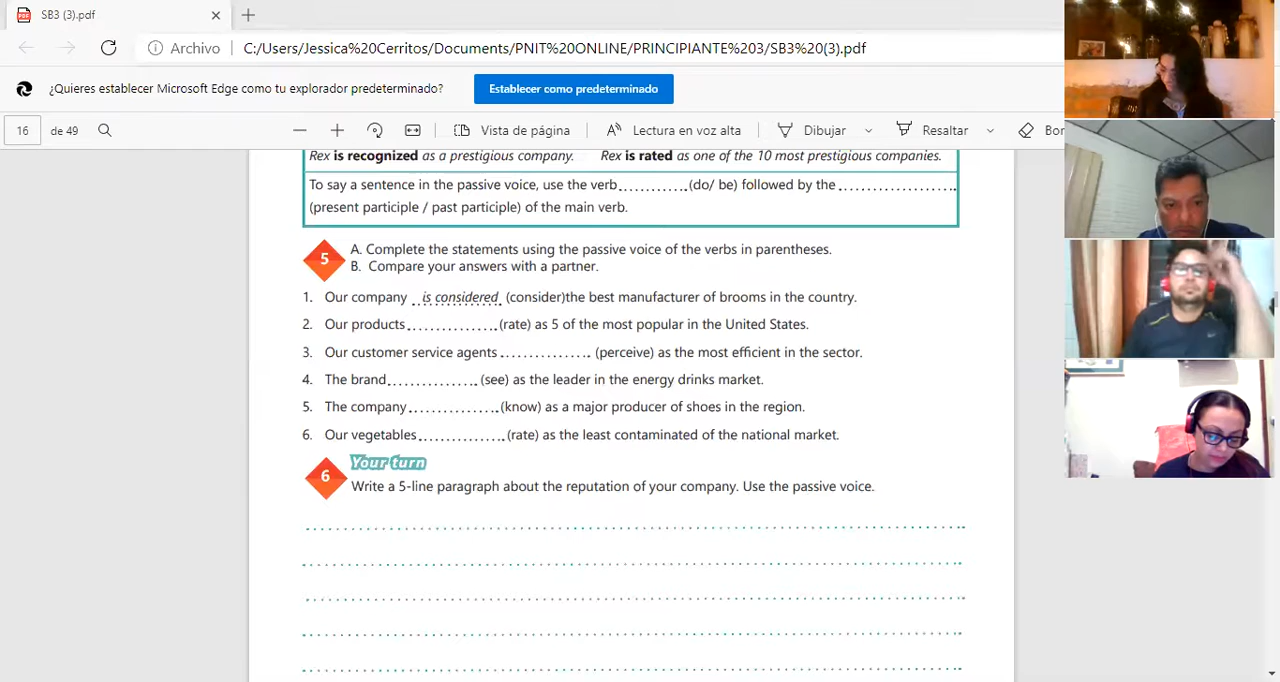 SB3 (3).pdf
Archivo C:/Users/Jessica%20Cerritos/Documents/PNIT%20ONLINE/PRINCIPIANTE%203/SB3%20(3).pdf
¿Quieres establecer Microsoft Edge como tu explorador predeterminado? Establecer como predeterminado
16 de 49 Vista de página Lectura en voz alta Dibujar Resaltar Bor
Rex is recognized as a prestigious company. Rex is rated as one of the 10 most prestigious companies.
To say a sentence in the passive voice, use the verb............(do/ be) followed by the ....................
(present participle / past participle) of the main verb.
5 A. Complete the statements using the passive voice of the verbs in parentheses.
B. Compare your answers with a partner.
1. Our company is considered (consider)the best manufacturer of brooms in the country.
2. Our products...............(rate) as 5 of the most popular in the United States.
3. Our customer service agents ............... (perceive) as the most efficient in the sector.
4. The brand............... (see) as the leader in the energy drinks market.
5. The company...............(know) as a major producer of shoes in the region.
6. Our vegetables...............(rate) as the least contaminated of the national market.
6 Your turn
Write a 5-line paragraph about the reputation of your company. Use the passive voice.